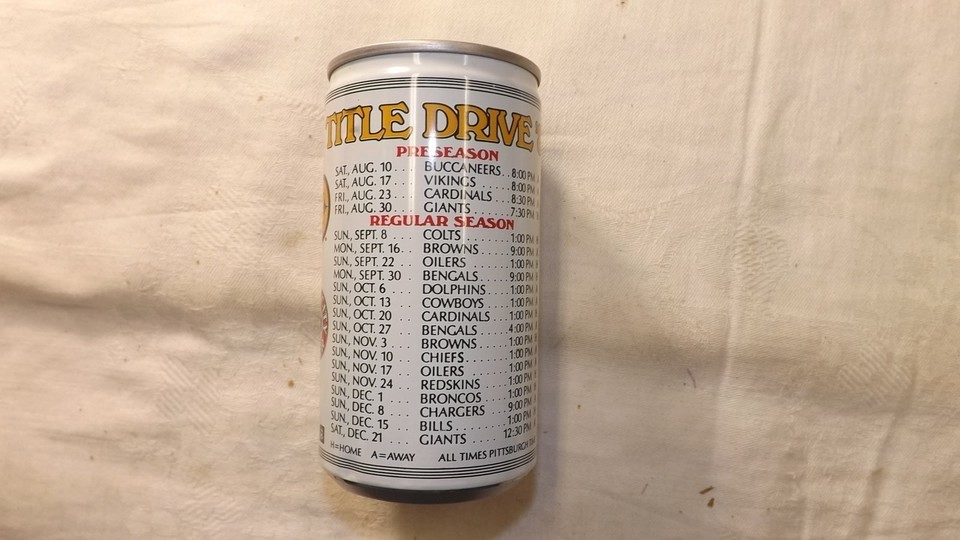 TITLE DRIVE
PRESEASON
SAT., AUG. 10 . . . BUCCANEERS . . 8:00 PM
SAT., AUG. 17 . . . VIKINGS . . . . . . 8:00 PM
FRI., AUG. 23 . . . CARDINALS . . . 8:30 PM
FRI., AUG. 30 . . . GIANTS . . . . . . 7:30 PM
REGULAR SEASON
SUN., SEPT. 8 . . . COLTS . . . . . . . 1:00 PM
MON., SEPT. 16 . . BROWNS . . . . . 9:00 PM
SUN., SEPT. 22 . . . OILERS . . . . . . 1:00 PM
MON., SEPT. 30 . . BENGALS . . . . . 9:00 PM
SUN., OCT. 6 . . . DOLPHINS . . . . 1:00 PM
SUN., OCT. 13 . . . COWBOYS . . . . 1:00 PM
SUN., OCT. 20 . . . CARDINALS . . . 1:00 PM
SUN., OCT. 27 . . . BENGALS . . . . . 4:00 PM
SUN., NOV. 3 . . . BROWNS . . . . . 1:00 PM
SUN., NOV. 10 . . . CHIEFS . . . . . . 1:00 PM
SUN., NOV. 17 . . . OILERS . . . . . . 1:00 PM
SUN., NOV. 24 . . . REDSKINS . . . . 1:00 PM
SUN., DEC. 1 . . . BRONCOS . . . . 1:00 PM
SUN., DEC. 8 . . . CHARGERS . . . 9:00 PM
SUN., DEC. 15 . . . BILLS . . . . . . . 1:00 PM
SAT., DEC. 21 . . . GIANTS . . . . . 12:30 PM
H=HOME A=AWAY ALL TIMES PITTSBURGH